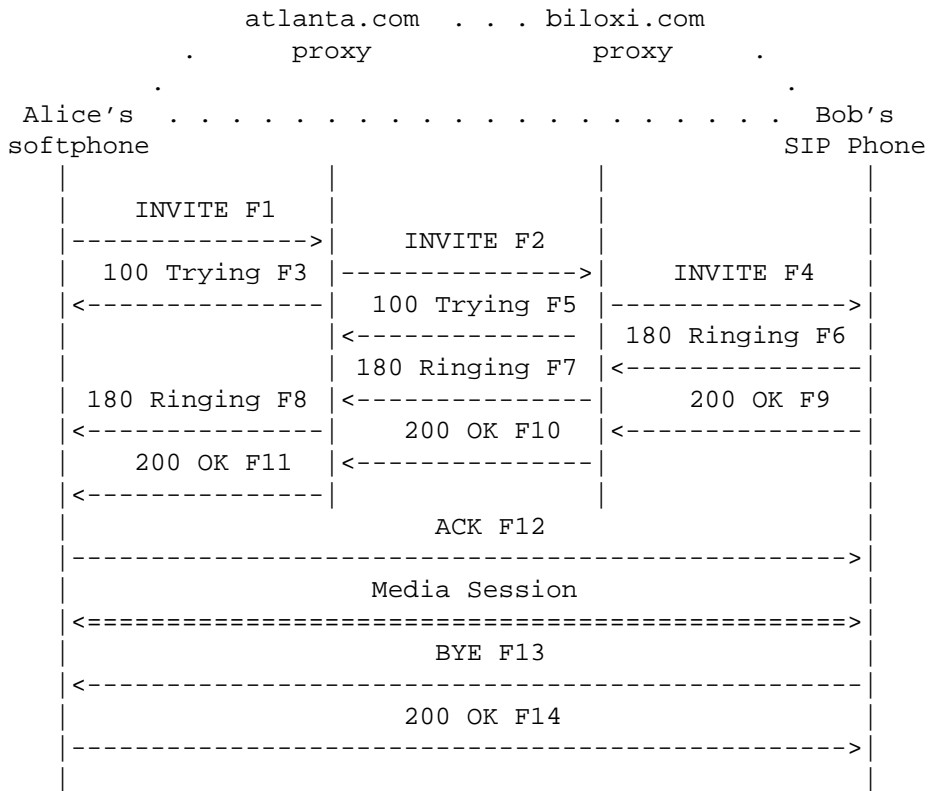 atlanta.com . . . biloxi.com
. proxy proxy .
. .
Alice's . . . . . . . . . . . . . . . . . . . . Bob's
softphone SIP Phone
| | | |
| INVITE F1 | | |
|--------------->| INVITE F2 | |
| 100 Trying F3 |--------------->| INVITE F4 |
|<---------------| 100 Trying F5 |--------------->|
| |<-------------- | 180 Ringing F6 |
| | 180 Ringing F7 |<---------------|
| 180 Ringing F8 |<---------------| 200 OK F9 |
|<---------------| 200 OK F10 |<---------------|
| 200 OK F11 |<---------------| |
|<---------------| | |
| ACK F12 |
|------------------------------------------------->|
| Media Session |
|<================================================>|
| BYE F13 |
|<-------------------------------------------------|
| 200 OK F14 |
|------------------------------------------------->|
| |